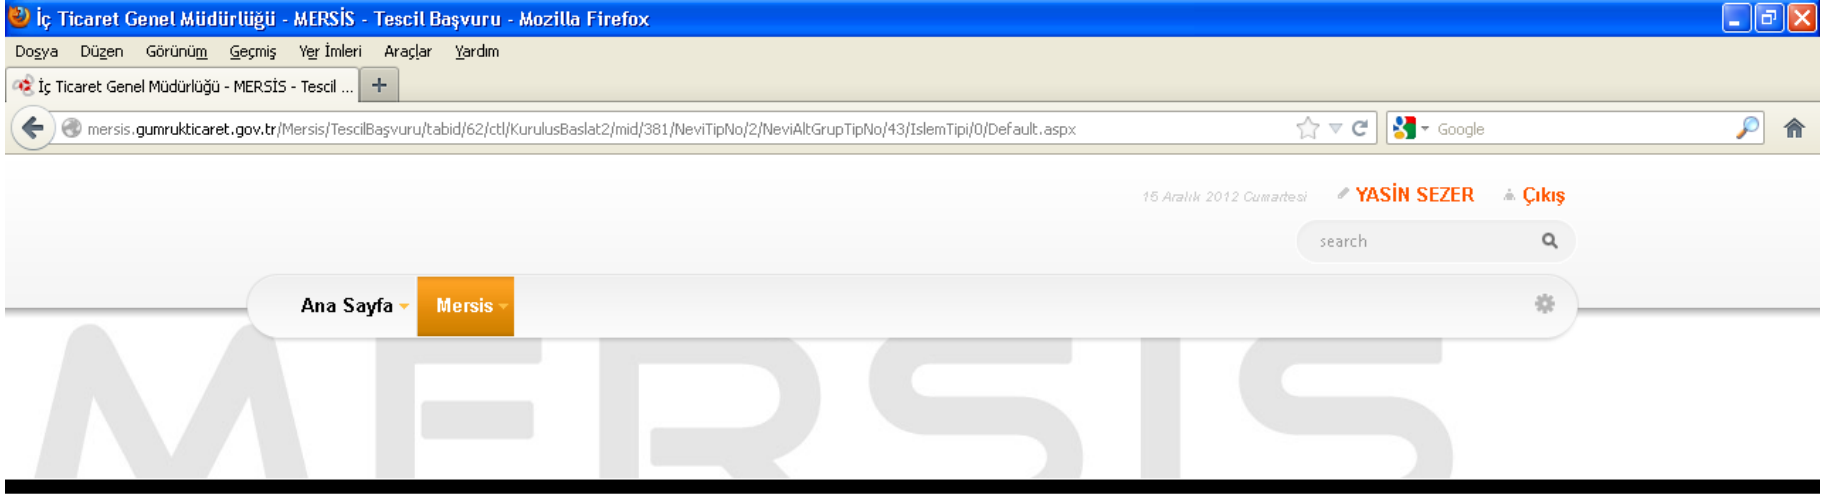 İç Ticaret Genel Müdürlüğü - MERSİS - Tescil Başvuru - Mozilla Firefox
Dosya Düzen Görünüm Geçmiş Yer İmleri Araçlar Yardım
İç Ticaret Genel Müdürlüğü - MERSİS - Tescil ...
mersis.gumrukticaret.gov.tr/Mersis/TescilBaşvuru/tabid/62/ctl/KurulusBaslat2/mid/381/NeviTipNo/2/NeviAltGrupTipNo/43/IslemTipi/0/Default.aspx Google
15 Aralık 2012 Cumartesi YASİN SEZER Çıkış
search
Ana Sayfa Mersis
MERSIS